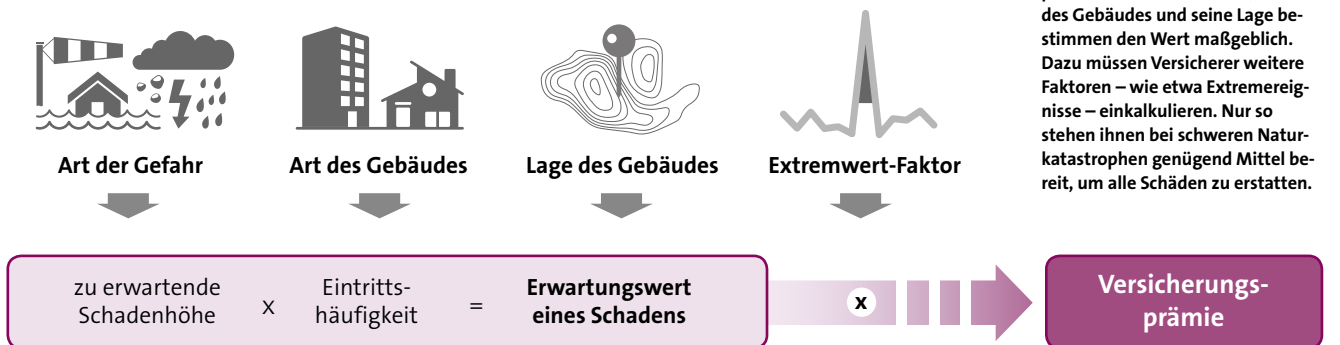 des Gebäudes und seine Lage be-
stimmen den Wert maßgeblich.
Dazu müssen Versicherer weitere
Faktoren – wie etwa Extremereig-
nisse – einkalkulieren. Nur so
stehen ihnen bei schweren Natur-
katastrophen genügend Mittel be-
reit, um alle Schäden zu erstatten.
Art der Gefahr
Art des Gebäudes
Lage des Gebäudes
Extremwert-Faktor
zu erwartende
Schadenhöhe
x
Eintritts-
häufigkeit
=
Erwartungswert
eines Schadens
x
Versicherungs-
prämie